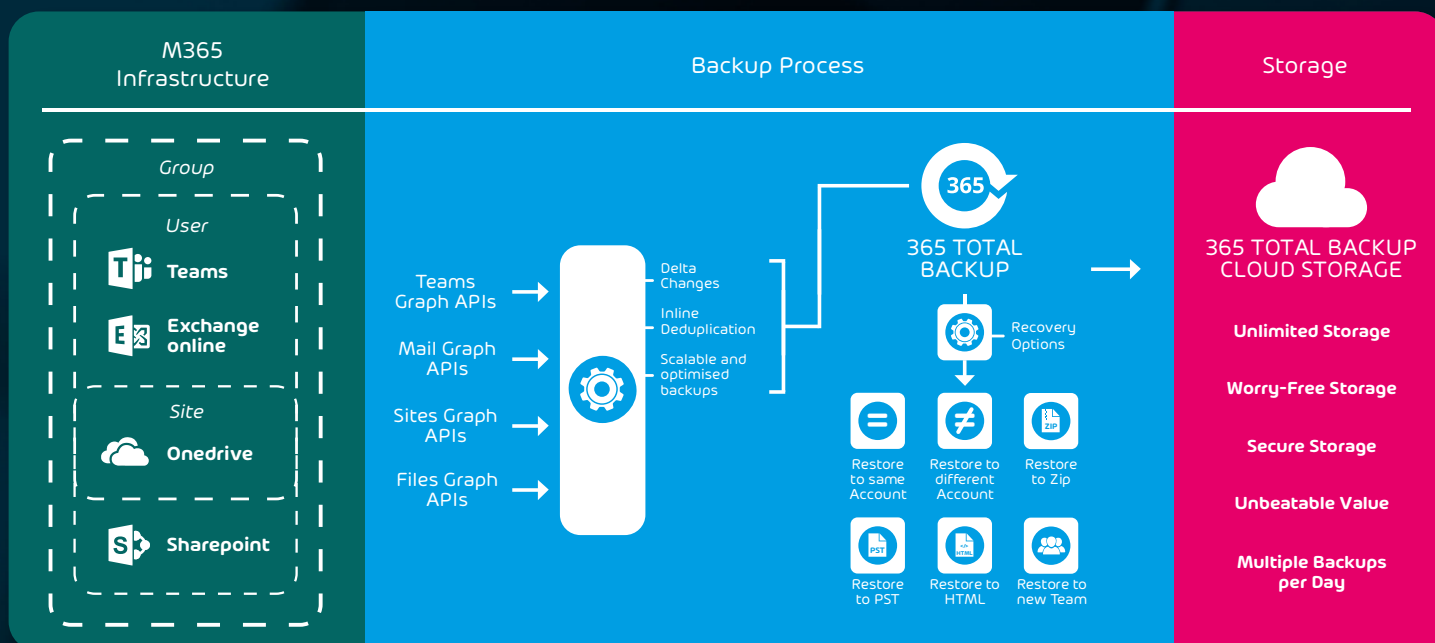 M365
Infrastructure
Backup Process
Storage
Group
User
T
Teams
E
Exchange
online
Site
Onedrive
S
Sharepoint
Teams
Graph APIs
Mail Graph
APIs
Sites Graph
APIs
Files Graph
APIs
Delta
Changes
Inline
Deduplication
Scalable and
optimised
backups
365
365 TOTAL
BACKUP
Recovery
Options
=
≠
ZIP
Restore
to same
Account
Restore to
different
Account
Restore
to Zip
PST
</>
HTML
Restore
to PST
Restore to
HTML
Restore to
new Team
365 TOTAL BACKUP
CLOUD STORAGE
Unlimited Storage
Worry-Free Storage
Secure Storage
Unbeatable Value
Multiple Backups
per Day